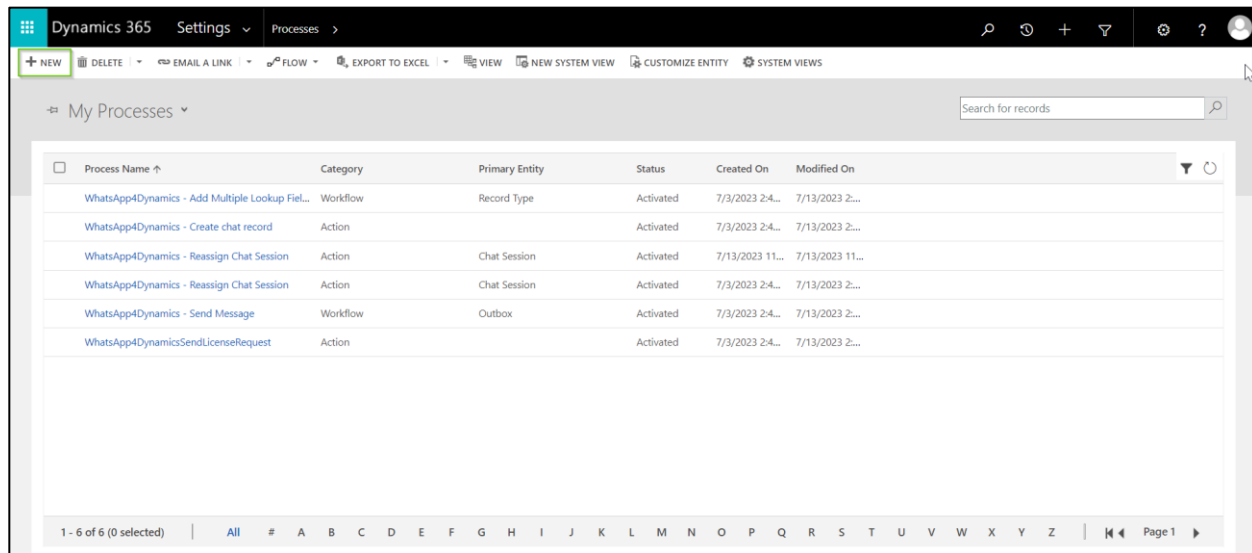 Dynamics 365 Settings Processes >
+ NEW DELETE EMAIL A LINK FLOW EXPORT TO EXCEL VIEW NEW SYSTEM VIEW CUSTOMIZE ENTITY SYSTEM VIEWS
My Processes
Search for records
Process Name ↑ Category Primary Entity Status Created On Modified On
WhatsApp4Dynamics - Add Multiple Lookup Fiel... Workflow Record Type Activated 7/3/2023 2:4... 7/13/2023 2:...
WhatsApp4Dynamics - Create chat record Action Activated 7/3/2023 2:4... 7/13/2023 2:...
WhatsApp4Dynamics - Reassign Chat Session Action Chat Session Activated 7/13/2023 11... 7/13/2023 11...
WhatsApp4Dynamics - Reassign Chat Session Action Chat Session Activated 7/3/2023 2:4... 7/13/2023 2:...
WhatsApp4Dynamics - Send Message Workflow Outbox Activated 7/3/2023 2:4... 7/13/2023 2:...
WhatsApp4DynamicsSendLicenseRequest Action Activated 7/3/2023 2:4... 7/13/2023 2:...
1 - 6 of 6 (0 selected) All # A B C D E F G H I J K L M N O P Q R S T U V W X Y Z Page 1